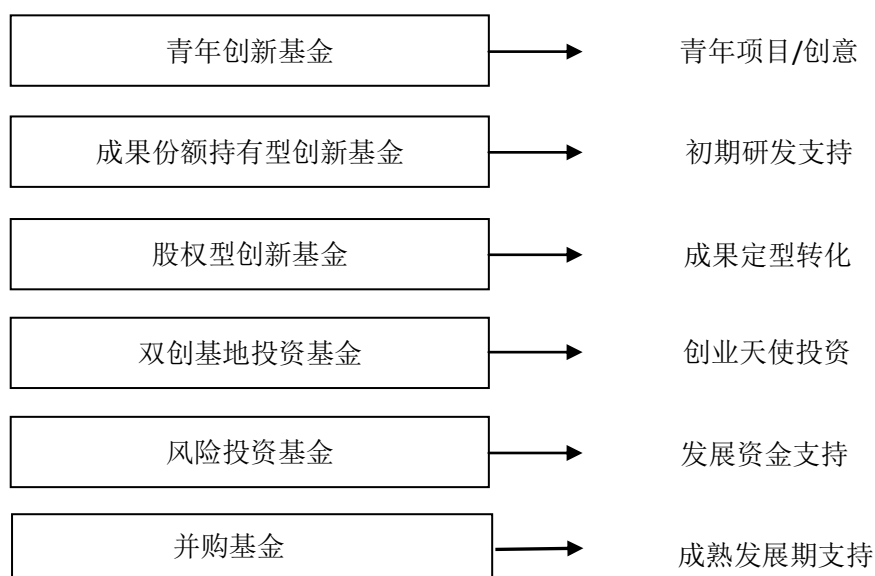 青年创新基金
青年项目/创意
成果份额持有型创新基金
初期研发支持
股权型创新基金
成果定型转化
双创基地投资基金
创业天使投资
风险投资基金
发展资金支持
并购基金
成熟发展期支持